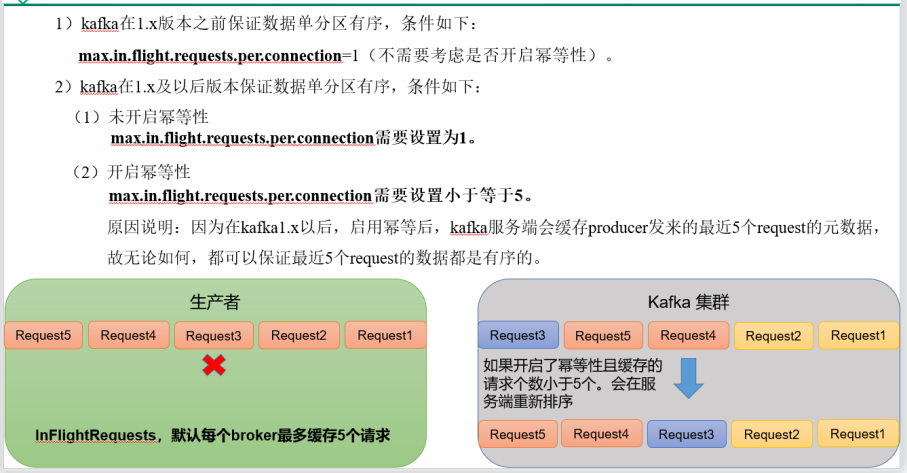 1）kafka在1.x版本之前保证数据单分区有序，条件如下：
max.in.flight.requests.per.connection=1（不需要考虑是否开启幂等性）。
2）kafka在1.x及以后版本保证数据单分区有序，条件如下：
（1）未开启幂等性
max.in.flight.requests.per.connection需要设置为1。
（2）开启幂等性
max.in.flight.requests.per.connection需要设置小于等于5。
原因说明：因为在kafka1.x以后，启用幂等后，kafka服务端会缓存producer发来的最近5个request的元数据，
故无论如何，都可以保证最近5个request的数据都是有序的。
生产者
Request5 Request4 Request3 Request2 Request1
InFlightRequests，默认每个broker最多缓存5个请求
Kafka 集群
Request3 Request5 Request4 Request2 Request1
如果开启了幂等性且缓存的
请求个数小于5个。会在服
务端重新排序
Request5 Request4 Request3 Request2 Request1